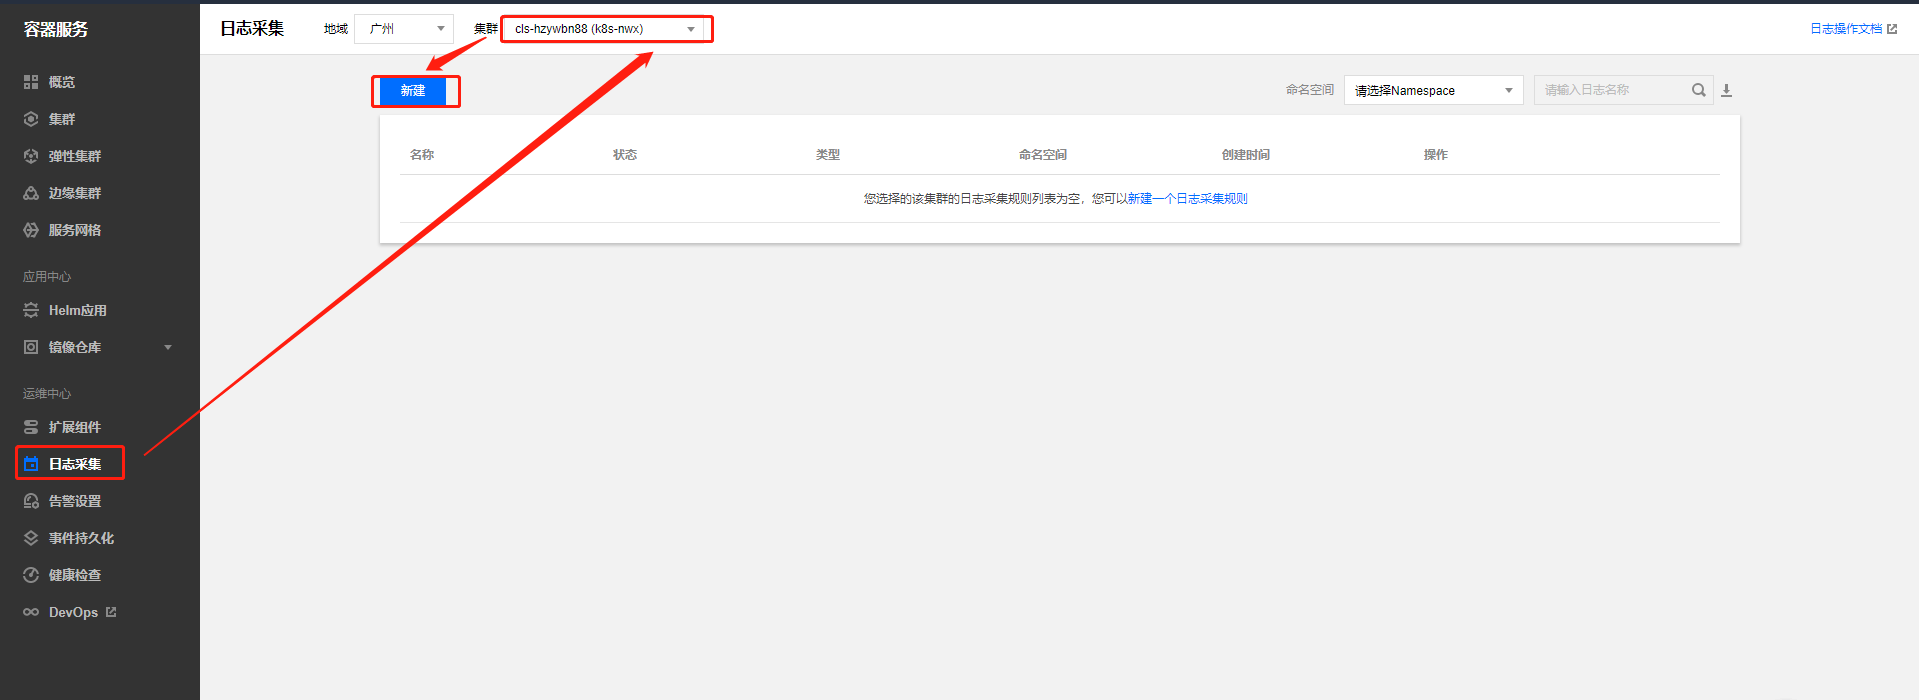 容器服务
概览
集群
弹性集群
边缘集群
服务网格
应用中心
Helm应用
镜像仓库
运维中心
扩展组件
日志采集
告警设置
事件持久化
健康检查
DevOps
日志采集 地域 广州 集群 cls-hzywbn88 (k8s-nwx) 日志操作文档
新建 命名空间 请选择Namespace 请输入日志名称
名称 状态 类型 命名空间 创建时间 操作
您选择的该集群的日志采集规则列表为空，您可以新建一个日志采集规则